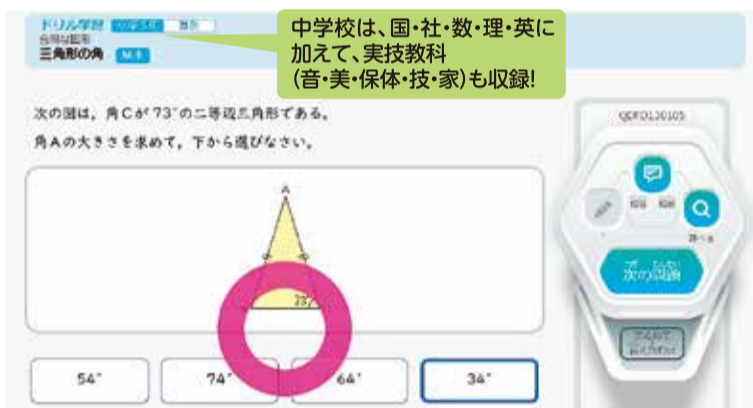 ドリル学習
中学校は、国・社・数・理・英に
加えて、実技教科
(音・美・保体・技・家)も収録!
三角形の角
次の図は，角Cが73°の二等辺三角形である。
角Aの大きさを求めて，下から選びなさい。
A
73°
次の問題
54°
74°
64°
34°